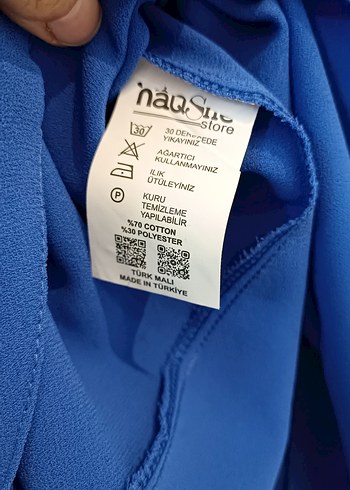 naqshe
store
30
30 DERECEDE
YIKAYINIZ
AĞARTICI
KULLANMAYINIZ
ILIK
ÜTÜLEYİNİZ
P
KURU
TEMİZLEME
YAPILABİLİR
%70 COTTON
%30 POLYESTER
TÜRK MALI
MADE IN TÜRKİYE